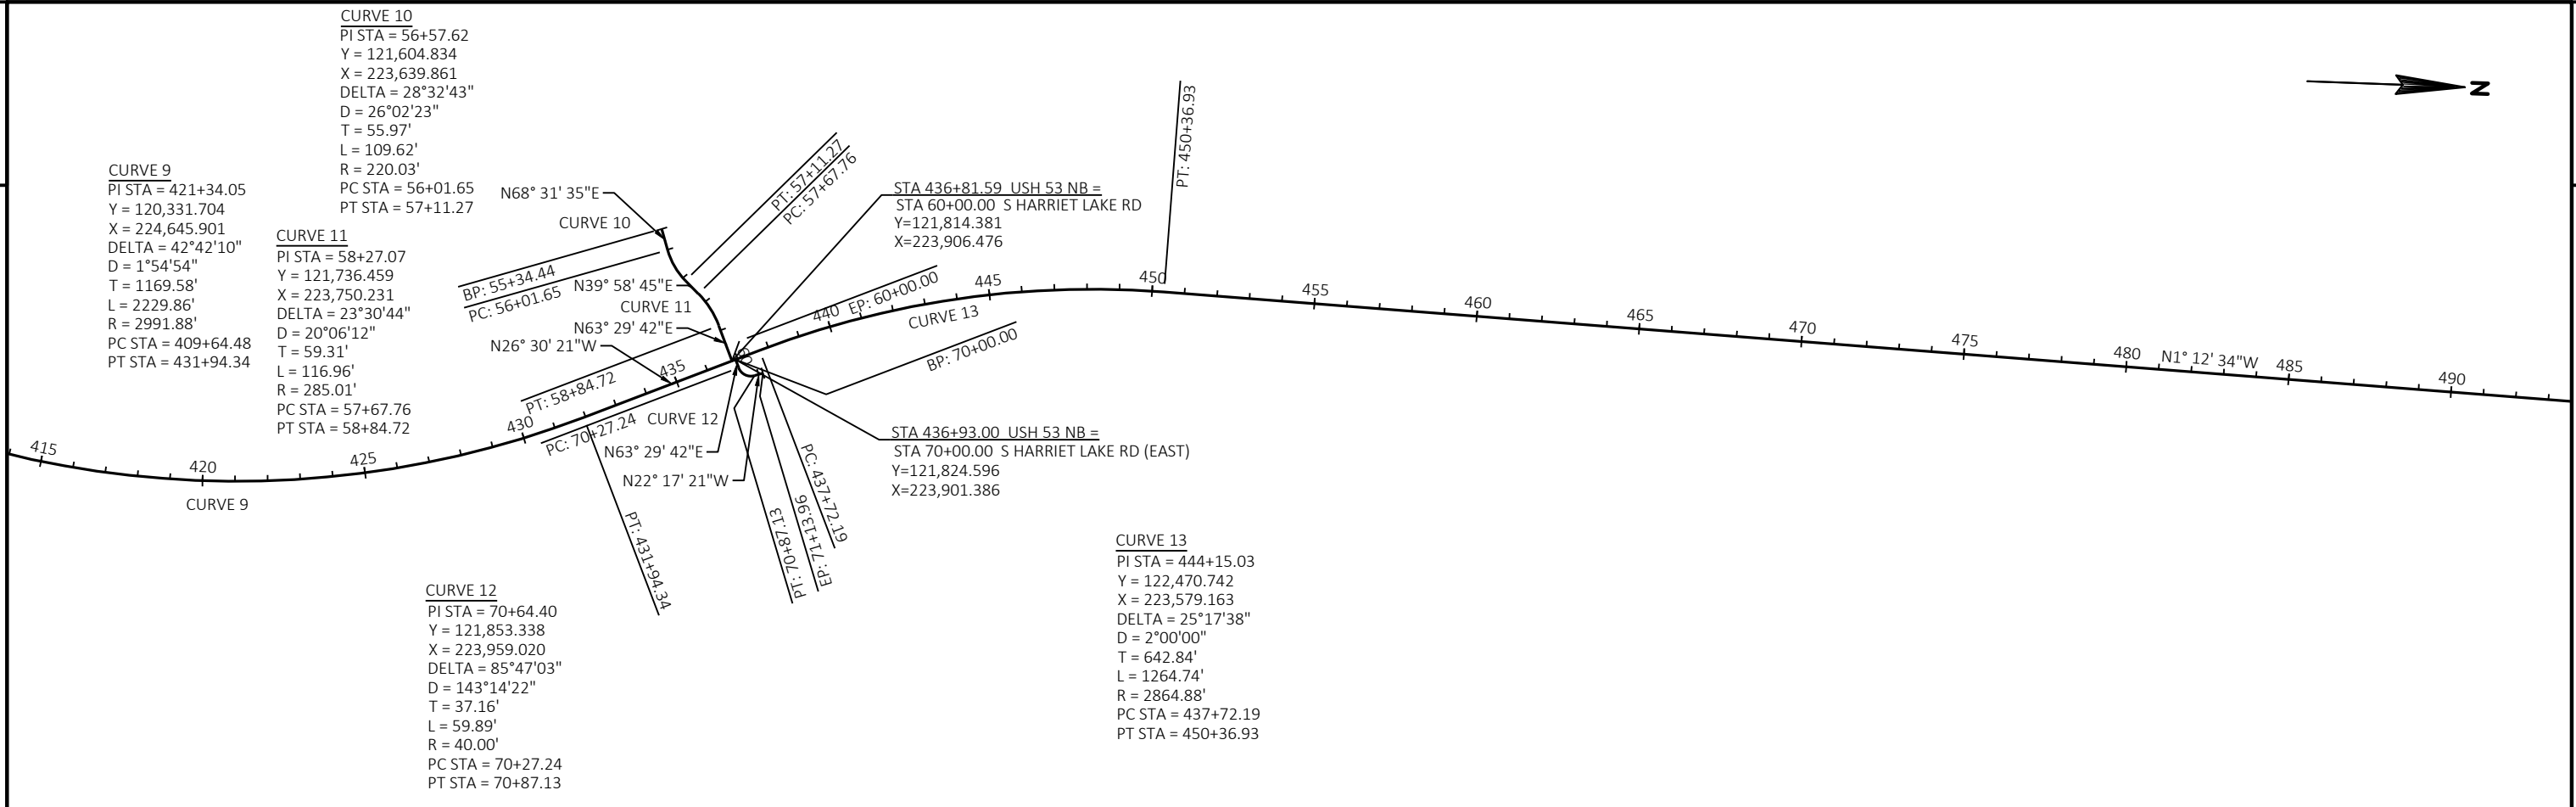 CURVE 10
PI STA = 56+57.62
Y = 121,604.834
X = 223,639.861
DELTA = 28°32'43"
D = 26°02'23"
T = 55.97'
L = 109.62'
R = 220.03'
PC STA = 56+01.65
PT STA = 57+11.27
CURVE 9
PI STA = 421+34.05
Y = 120,331.704
X = 224,645.901
DELTA = 42°42'10"
D = 1°54'54"
T = 1169.58'
L = 2229.86'
R = 2991.88'
PC STA = 409+64.48
PT STA = 431+94.34
CURVE 11
PI STA = 58+27.07
Y = 121,736.459
X = 223,750.231
DELTA = 23°30'44"
D = 20°06'12"
T = 59.31'
L = 116.96'
R = 285.01'
PC STA = 57+67.76
PT STA = 58+84.72
N68° 31' 35"E
CURVE 10
BP: 55+34.44
PC: 56+01.65
N39° 58' 45"E
CURVE 11
N63° 29' 42"E
N26° 30' 21"W
PT: 57+11.27
PC: 57+67.76
STA 436+81.59 USH 53 NB =
STA 60+00.00 S HARRIET LAKE RD
Y=121,814.381
X=223,906.476
PT: 450+36.93
N
EP: 60+00.00
CURVE 13
BP: 70+00.00
60
415
420
425
430
435
440
445
450
455
460
465
470
475
480
N1° 12' 34"W
485
490
CURVE 9
PT: 58+84.72
PC: 70+27.24
CURVE 12
N63° 29' 42"E
N22° 17' 21"W
PT: 431+94.34
PT: 70+87.13
EP: 71+13.96
PC: 437+72.19
STA 436+93.00 USH 53 NB =
STA 70+00.00 S HARRIET LAKE RD (EAST)
Y=121,824.596
X=223,901.386
CURVE 12
PI STA = 70+64.40
Y = 121,853.338
X = 223,959.020
DELTA = 85°47'03"
D = 143°14'22"
T = 37.16'
L = 59.89'
R = 40.00'
PC STA = 70+27.24
PT STA = 70+87.13
CURVE 13
PI STA = 444+15.03
Y = 122,470.742
X = 223,579.163
DELTA = 25°17'38"
D = 2°00'00"
T = 642.84'
L = 1264.74'
R = 2864.88'
PC STA = 437+72.19
PT STA = 450+36.93